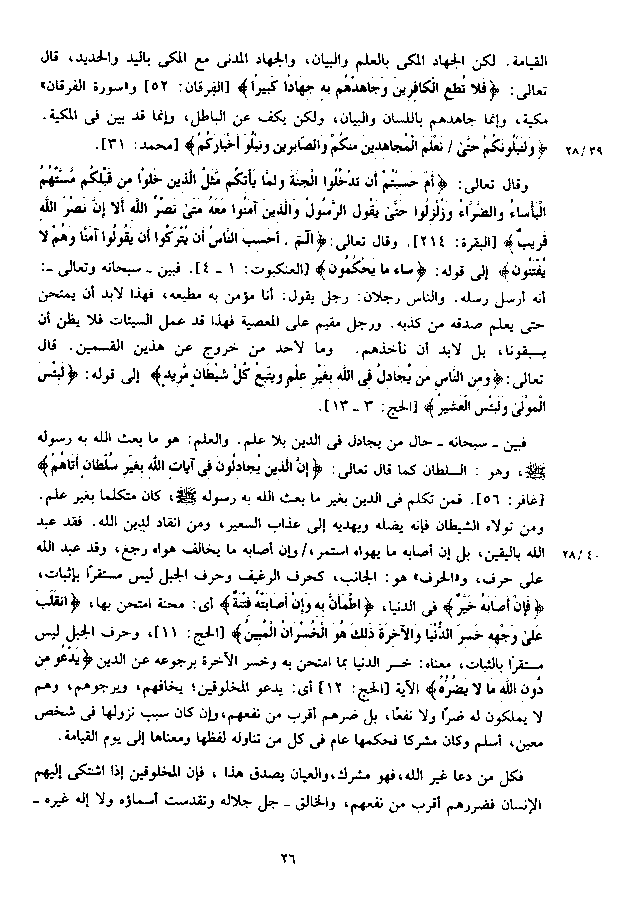 القيامة. لكن الجهاد المكى بالعلم والبيان، والجهاد المدنى مع المكى باليد والحديد، قال
تعالى: ﴿فَلا تُطِعِ الْكَافِرِينَ وَجَاهِدْهُم بِهِ جِهَادًا كَبِيرًا﴾ [الفرقان: ٥٢] و«سورة الفرقان»
مكية، وإنما جاهدهم باللسان والبيان، ولكن يكف عن الباطل، وإنما قد بين فى المكية.
٢٨/٣٩ ﴿وَلَنَبْلُوَنَّكُمْ حَتَّىٰ / نَعْلَمَ الْمُجَاهِدِينَ مِنكُمْ وَالصَّابِرِينَ وَنَبْلُوَ أَخْبَارَكُمْ﴾ [محمد: ٣١].
وقال تعالى: ﴿أَمْ حَسِبْتُمْ أَن تَدْخُلُوا الْجَنَّةَ وَلَمَّا يَأْتِكُم مَّثَلُ الَّذِينَ خَلَوْا مِن قَبْلِكُم مَّسَّتْهُمُ
الْبَأْسَاءُ وَالضَّرَّاءُ وَزُلْزِلُوا حَتَّىٰ يَقُولَ الرَّسُولُ وَالَّذِينَ آمَنُوا مَعَهُ مَتَىٰ نَصْرُ اللَّهِ أَلا إِنَّ نَصْرَ اللَّهِ
قَرِيبٌ﴾ [البقرة: ٢١٤]. وقال تعالى: ﴿الٓـمٓ . أَحَسِبَ النَّاسُ أَن يُتْرَكُوا أَن يَقُولُوا آمَنَّا وَهُمْ لا
يُفْتَنُونَ﴾ إلى قوله: ﴿سَاءَ مَا يَحْكُمُونَ﴾ [العنكبوت: ١ ـ ٤]. فبين ـ سبحانه وتعالى ـ:
أنه أرسل رسله. والناس رجلان: رجل يقول: أنا مؤمن به مطيعه، فهذا لابد أن يمتحن
حتى يعلم صدقه من كذبه. ورجل مقيم على المعصية فهذا قد عمل السيئات فلا يظن أن
يسبقونا، بل لابد أن نأخذهم. وما لأحد من خروج عن هذين القسمين. قال
تعالى: ﴿وَمِنَ النَّاسِ مَن يُجَادِلُ فِي اللَّهِ بِغَيْرِ عِلْمٍ وَيَتَّبِعُ كُلَّ شَيْطَانٍ مَّرِيدٍ﴾ إلى قوله: ﴿لَبِئْسَ
الْمَوْلَىٰ وَلَبِئْسَ الْعَشِيرُ﴾ [الحج: ٣ ـ ١٣].
فبين ـ سبحانه ـ حال من يجادل فى الدين بلا علم. والعلم: هو ما بعث الله به رسوله
ﷺ، وهو : السلطان كما قال تعالى: ﴿إِنَّ الَّذِينَ يُجَادِلُونَ فِي آيَاتِ اللَّهِ بِغَيْرِ سُلْطَانٍ أَتَاهُمْ﴾
[غافر: ٥٦]. فمن تكلم فى الدين بغير ما بعث الله به رسوله ﷺ، كان متكلما بغير علم.
ومن تولاه الشيطان فإنه يضله ويهديه إلى عذاب السعير، ومن انقاد لدين الله. فقد عبد
٢٨/٤٠ الله باليقين، بل إن أصابه ما يهواه استمر،/ وإن أصابه ما يخالف هواه رجع، وقد عبد الله
على حرف، و«الحرف» هو: الجانب، كحرف الرغيف وحرف الجبل ليس مستقرًا بإثبات،
﴿فَإِنْ أَصَابَهُ خَيْرٌ﴾ فى الدنيا، ﴿اطْمَأَنَّ بِهِ وَإِنْ أَصَابَتْهُ فِتْنَةٌ﴾ أى: محنة امتحن بها، ﴿انقَلَبَ
عَلَىٰ وَجْهِهِ خَسِرَ الدُّنْيَا وَالآخِرَةَ ذَلِكَ هُوَ الْخُسْرَانُ الْمُبِينُ﴾ [الحج: ١١]، وحرف الجبل ليس
مستقرًا بالثبات، معناه: خسر الدنيا بما امتحن به وخسر الآخرة برجوعه عن الدين ﴿يَدْعُو مِن
دُونِ اللَّهِ مَا لا يَضُرُّهُ﴾ الآية [الحج: ١٢] أى: يدعو المخلوقين؛ يخافهم، ويرجوهم، وهم
لا يملكون له ضرًا ولا نفعًا، بل ضرهم أقرب من نفعهم، وإن كان سبب نزولها فى شخص
معين، أسلم وكان مشركا فحكمها عام فى كل من تناوله لفظها ومعناها إلى يوم القيامة.
فكل من دعا غير الله، فهو مشرك، والعيان يصدق هذا ، فإن المخلوقين إذا اشتكى إليهم
الإنسان فضررهم أقرب من نفعهم، والخالق ـ جل جلاله وتقدست أسماؤه ولا إله غيره ـ
٢٦